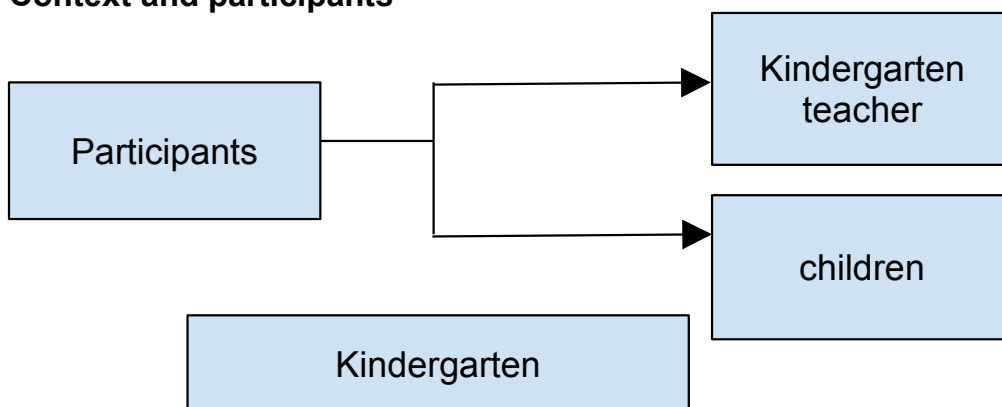 Context and participants
Participants
Kindergarten
teacher
children
Kindergarten